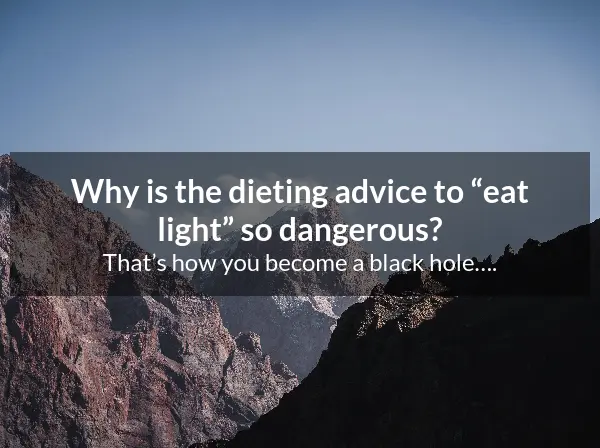 Why is the dieting advice to “eat
light” so dangerous?
That’s how you become a black hole....